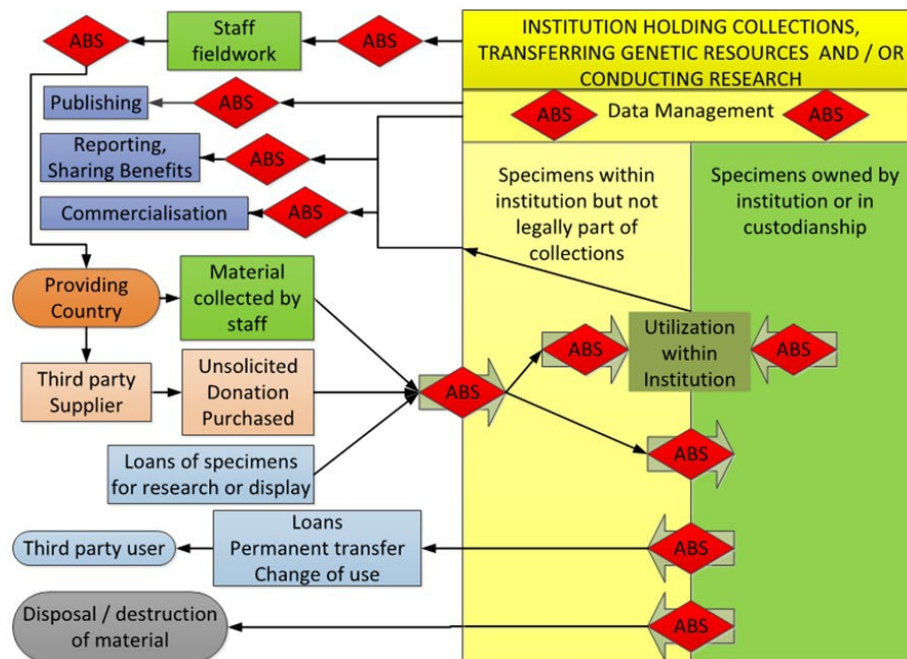 ABS
Staff
fieldwork
ABS
INSTITUTION HOLDING COLLECTIONS,
TRANSFERRING GENETIC RESOURCES AND / OR
CONDUCTING RESEARCH
Publishing
ABS
ABS
Data Management
ABS
Reporting,
Sharing Benefits
ABS
Commercialisation
ABS
Specimens within
institution but not
legally part of
collections
Specimens owned by
institution or in
custodianship
Providing
Country
Material
collected by
staff
Third party
Supplier
Unsolicited
Donation
Purchased
ABS
ABS
Utilization
within
Institution
ABS
Loans of specimens
for research or display
ABS
Third party user
Loans
Permanent transfer
Change of use
ABS
Disposal / destruction
of material
ABS